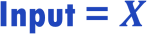 Input = X